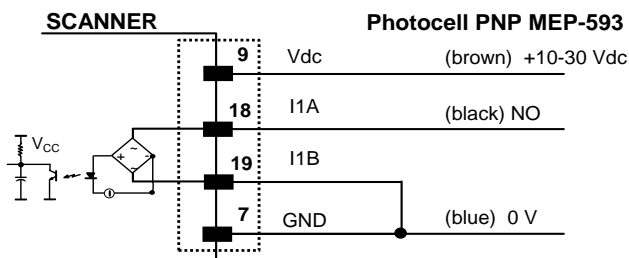 SCANNER
Photocell PNP MEP-593
9 Vdc (brown) +10-30 Vdc
18 I1A (black) NO
VCC
19 I1B
7 GND (blue) 0 V